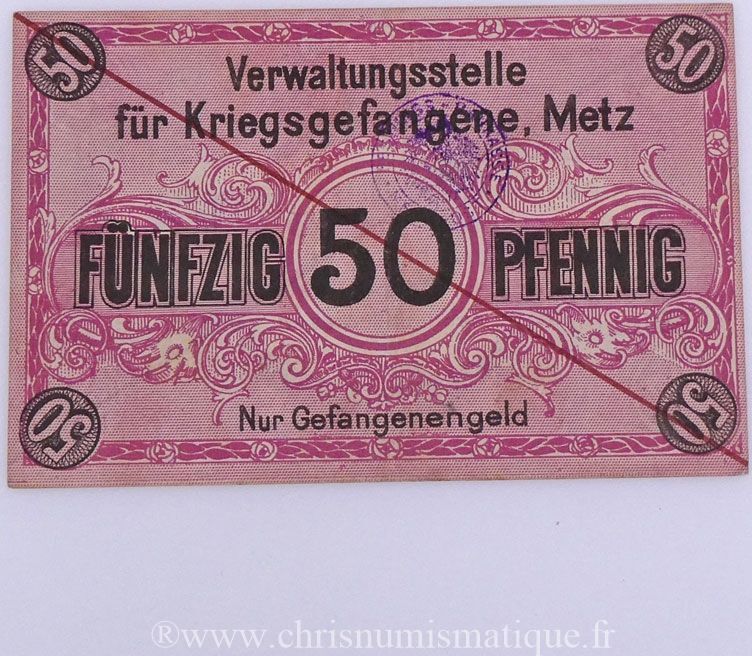 50 50
Verwaltungsstelle
für Kriegsgefangene, Metz
FÜNFZIG 50 PFENNIG
Nur Gefangenengeld
50 50
®www.chrisnumismatique.fr